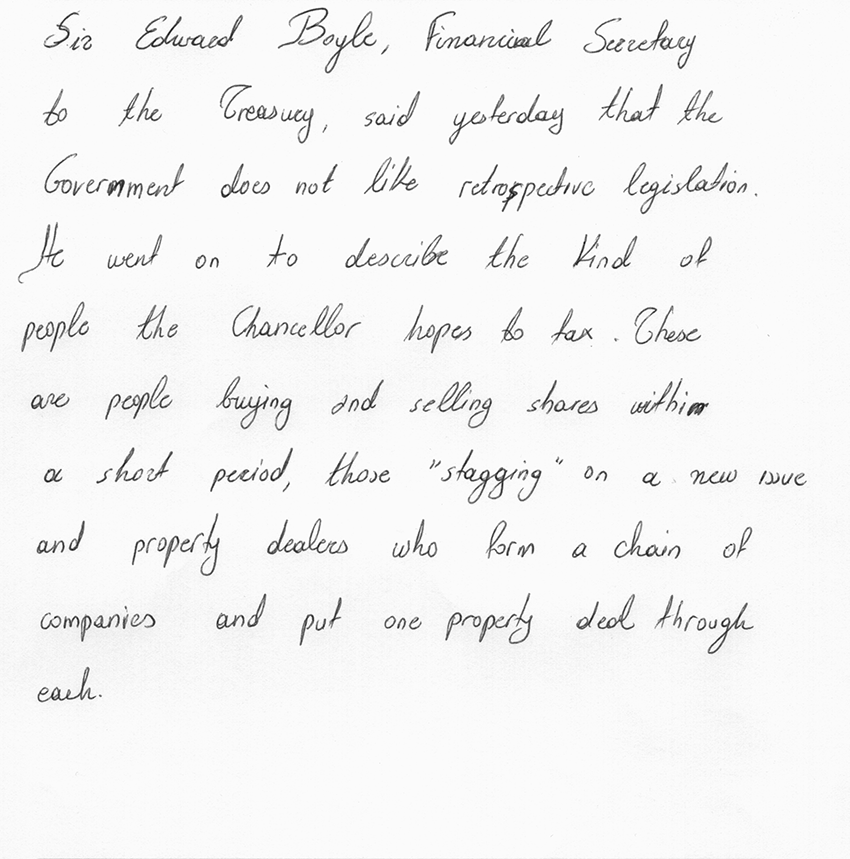 Sir Edward Boyle, Financial Secretary
to the Treasury, said yesterday that the
Government does not like retrospective legislation.
He went on to describe the kind of
people the Chancellor hopes to tax. These
are people buying and selling shares within
a short period, those "stagging" on a new issue
and property dealers who form a chain of
companies and put one property deal through
each.